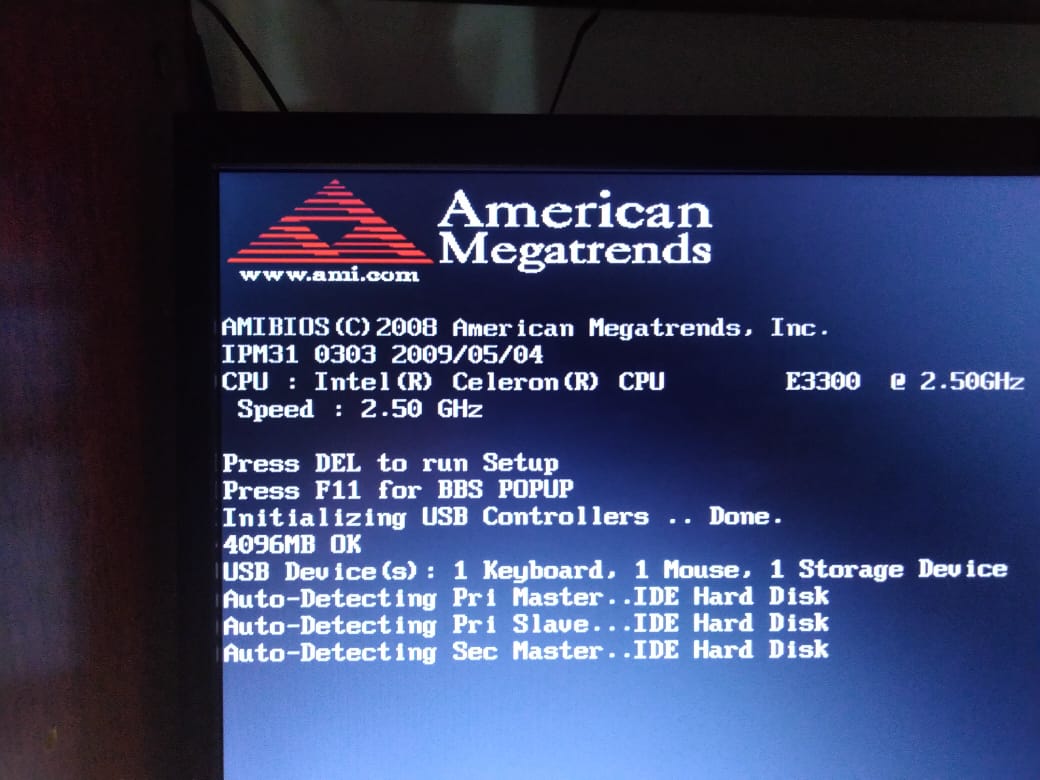 American
Megatrends
www.ami.com
AMIBIOS(C)2008 American Megatrends, Inc.
IPM31 0303 2009/05/04
CPU : Intel(R) Celeron(R) CPU E3300 @ 2.50GHz
Speed : 2.50 GHz
Press DEL to run Setup
Press F11 for BBS POPUP
Initializing USB Controllers .. Done.
4096MB OK
USB Device(s): 1 Keyboard, 1 Mouse, 1 Storage Device
Auto-Detecting Pri Master..IDE Hard Disk
Auto-Detecting Pri Slave...IDE Hard Disk
Auto-Detecting Sec Master..IDE Hard Disk